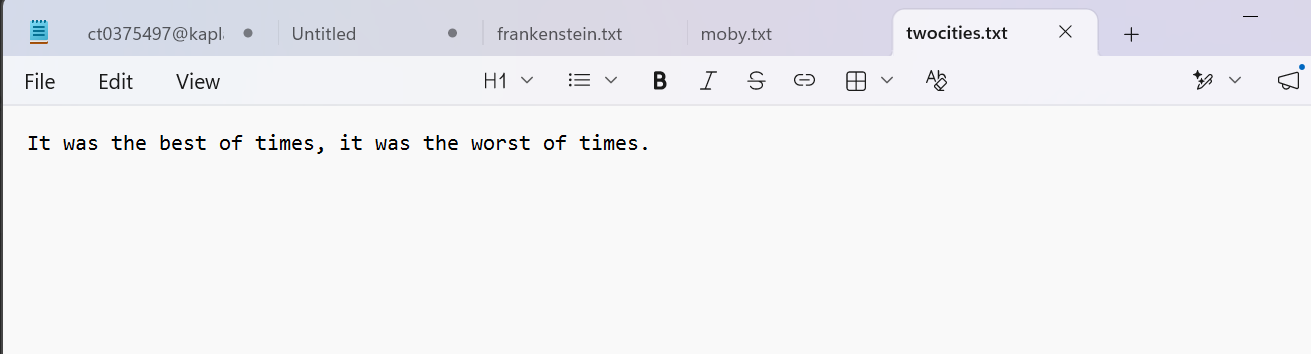 ct0375497@kapl
Untitled
frankenstein.txt
moby.txt
twocities.txt
File Edit View H1 B I S
It was the best of times, it was the worst of times.